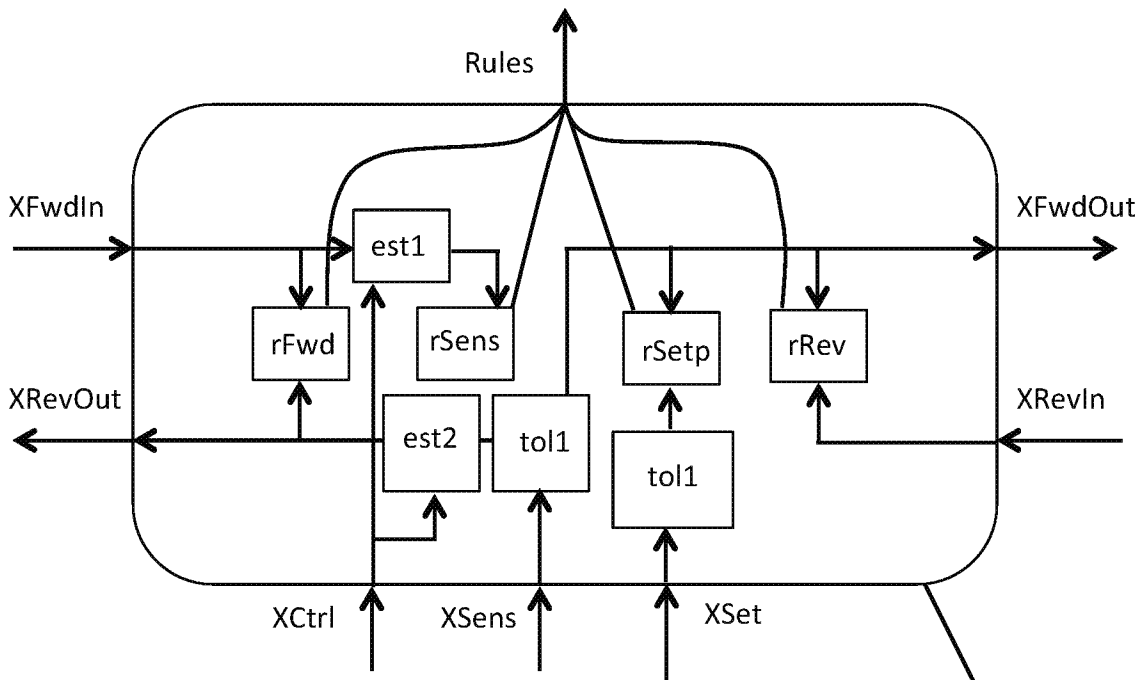 Rules
XFwdIn
XFwdOut
est1
rFwd
rSens
rSetp
rRev
XRevOut
XRevIn
est2
tol1
tol1
XCtrl
XSens
XSet